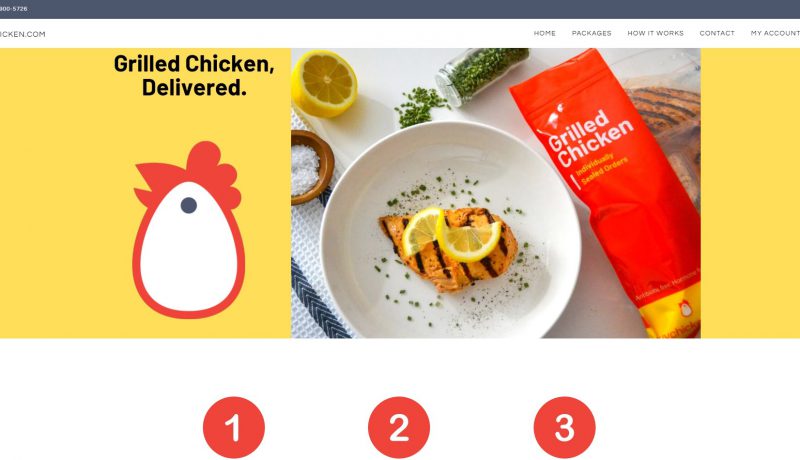 800-5726
ICKEN.COM
HOME PACKAGES HOW IT WORKS CONTACT MY ACCOUNT
Grilled Chicken,
Delivered.
Grilled
Chicken
Individually
Sealed Orders
Antibiotic free. Hormone
ychicken
1 2 3